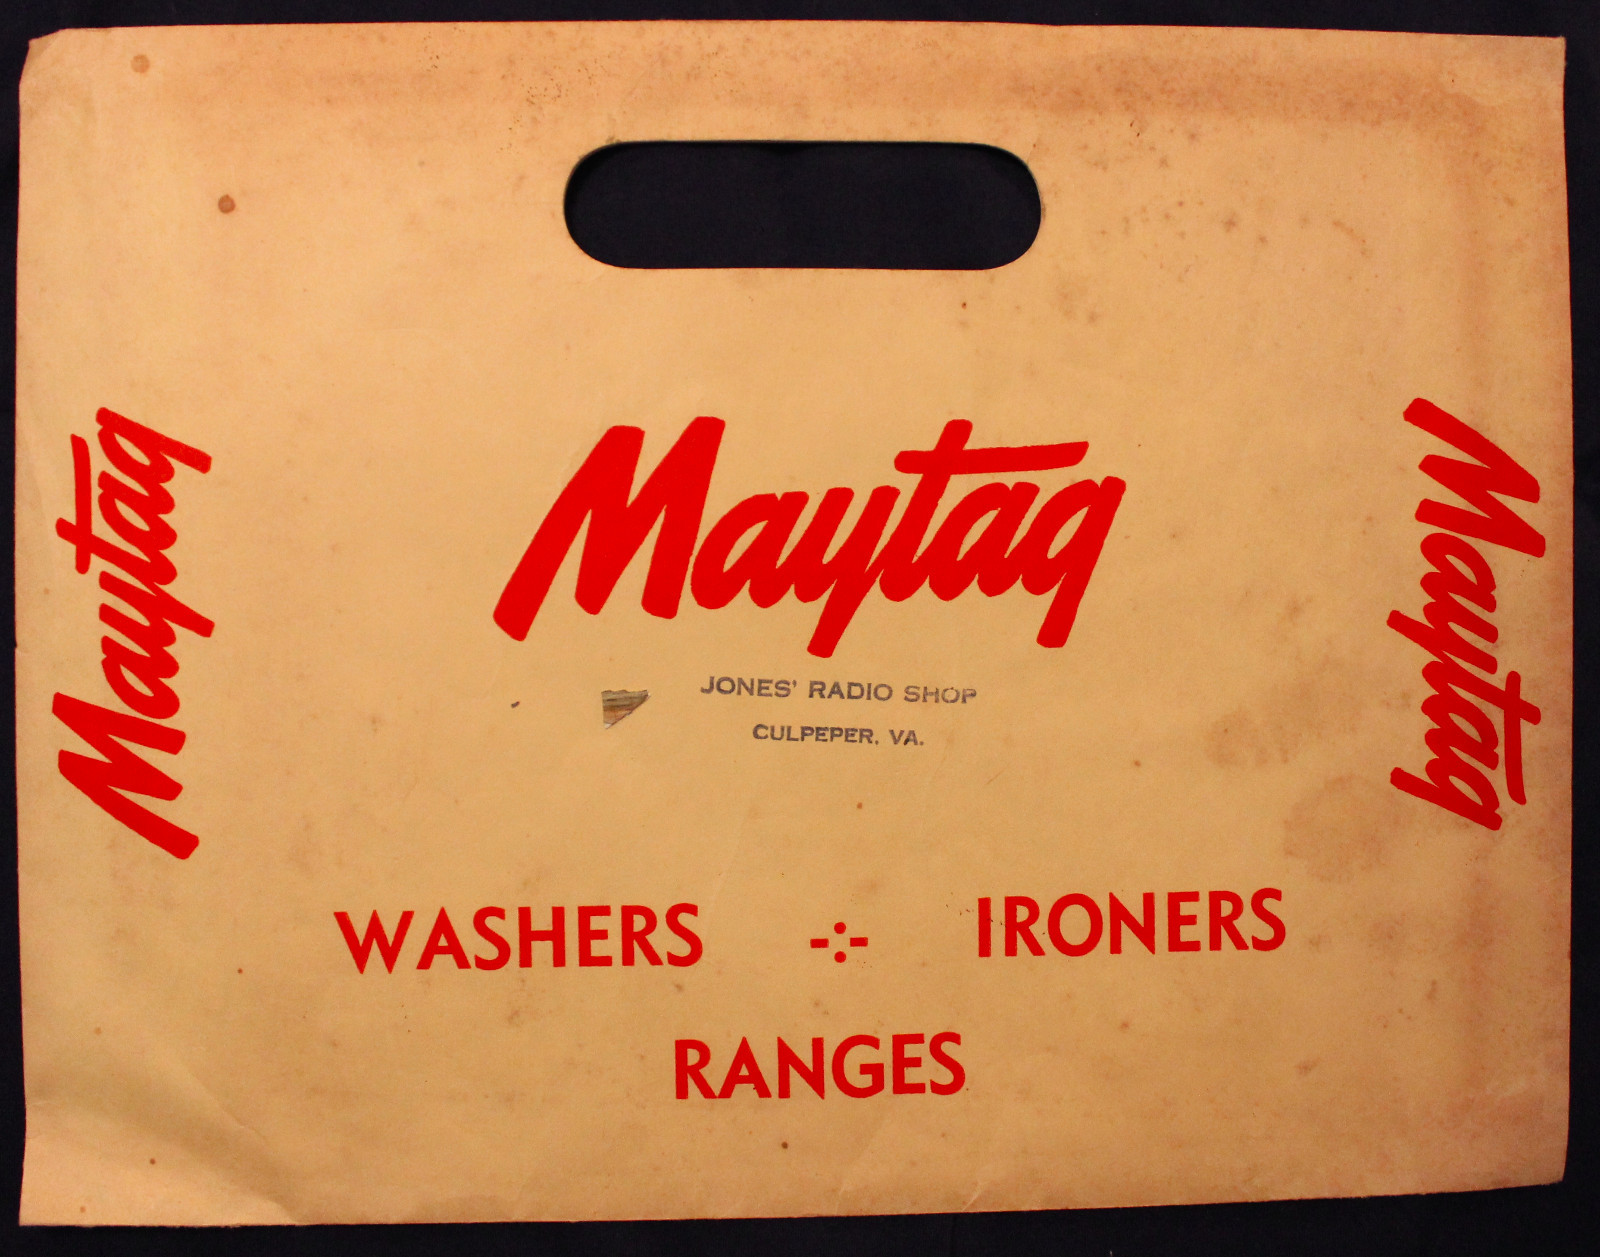 Maytag
Maytag
Maytag
JONES' RADIO SHOP
CULPEPER, VA.
WASHERS -:- IRONERS
RANGES